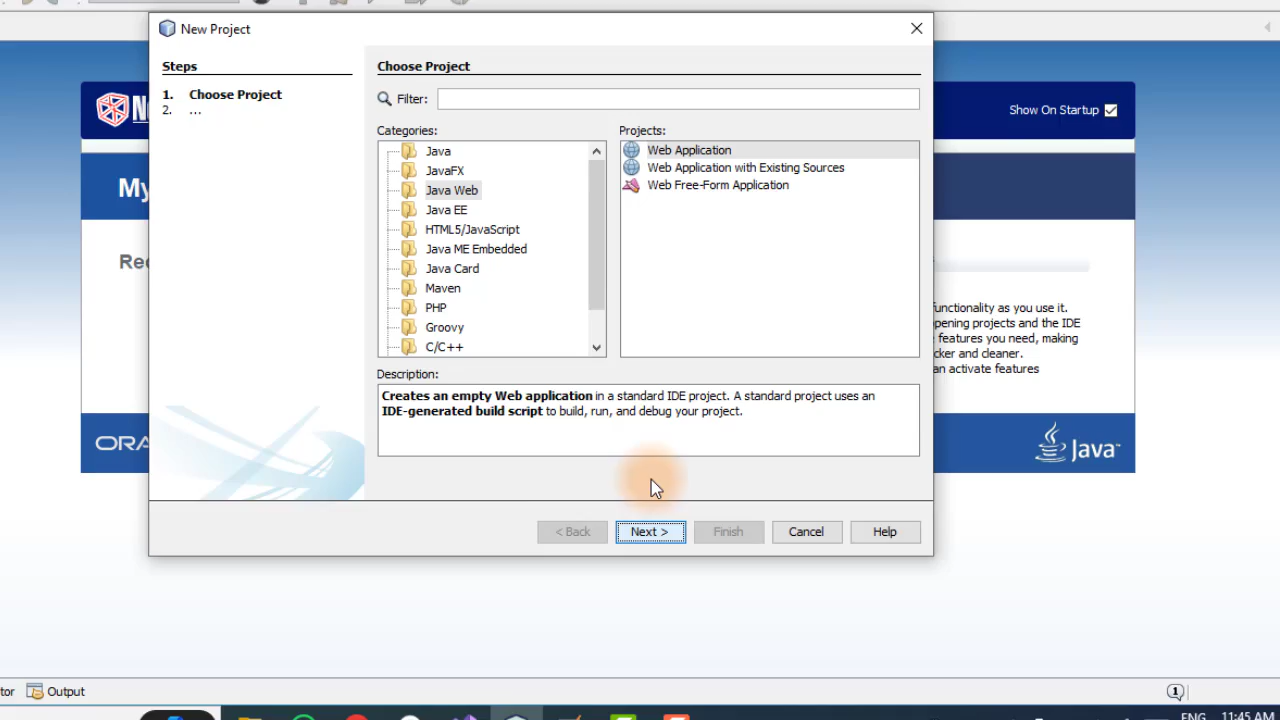 New Project
Steps
1. Choose Project
2. ...
Choose Project
Filter:
Categories:
Java
JavaFX
Java Web
Java EE
HTML5/JavaScript
Java ME Embedded
Java Card
Maven
PHP
Groovy
C/C++
Projects:
Web Application
Web Application with Existing Sources
Web Free-Form Application
Description:
Creates an empty Web application in a standard IDE project. A standard project uses an
IDE-generated build script to build, run, and debug your project.
< Back
Next >
Finish
Cancel
Help
N
Show On Startup
My
Rec
functionality as you use it.
pening projects and the IDE
features you need, making
cker and cleaner.
an activate features
ORA
Java
tor
Output
1
ENG
11:45 AM